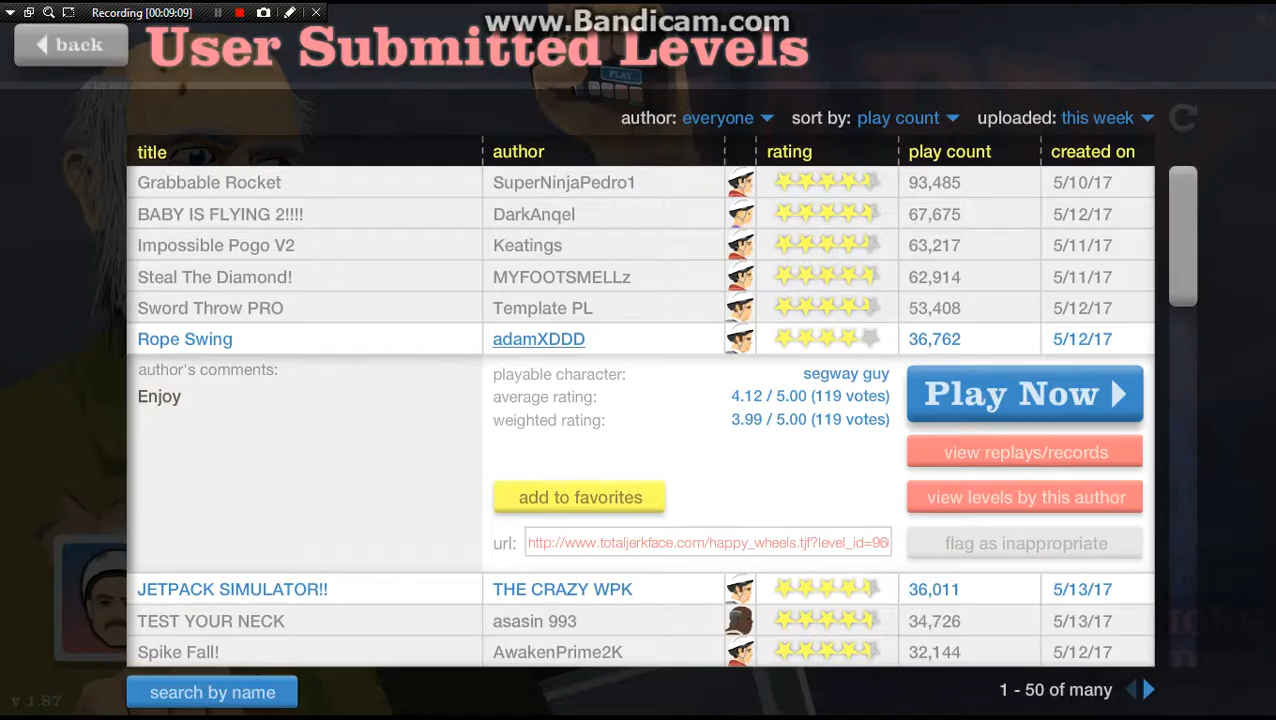 Recording [00:09:09]
www.Bandicam.com
back
User Submitted Levels
PLAY
author: everyone sort by: play count uploaded: this week
title author rating play count created on
Grabbable Rocket SuperNinjaPedro1 93,485 5/10/17
BABY IS FLYING 2!!!! DarkAnqel 67,675 5/12/17
Impossible Pogo V2 Keatings 63,217 5/11/17
Steal The Diamond! MYFOOTSMELLz 62,914 5/11/17
Sword Throw PRO Template PL 53,408 5/12/17
Rope Swing adamXDDD 36,762 5/12/17
author's comments: playable character: segway guy
Enjoy average rating: 4.12 / 5.00 (119 votes) Play Now
weighted rating: 3.99 / 5.00 (119 votes)
view replays/records
add to favorites view levels by this author
url: http://www.totaljerkface.com/happy_wheels.tjf?level_id=96 flag as inappropriate
JETPACK SIMULATOR!! THE CRAZY WPK 36,011 5/13/17
TEST YOUR NECK asasin 993 34,726 5/13/17
Spike Fall! AwakenPrime2K 32,144 5/12/17
search by name 1 - 50 of many
v 1.87